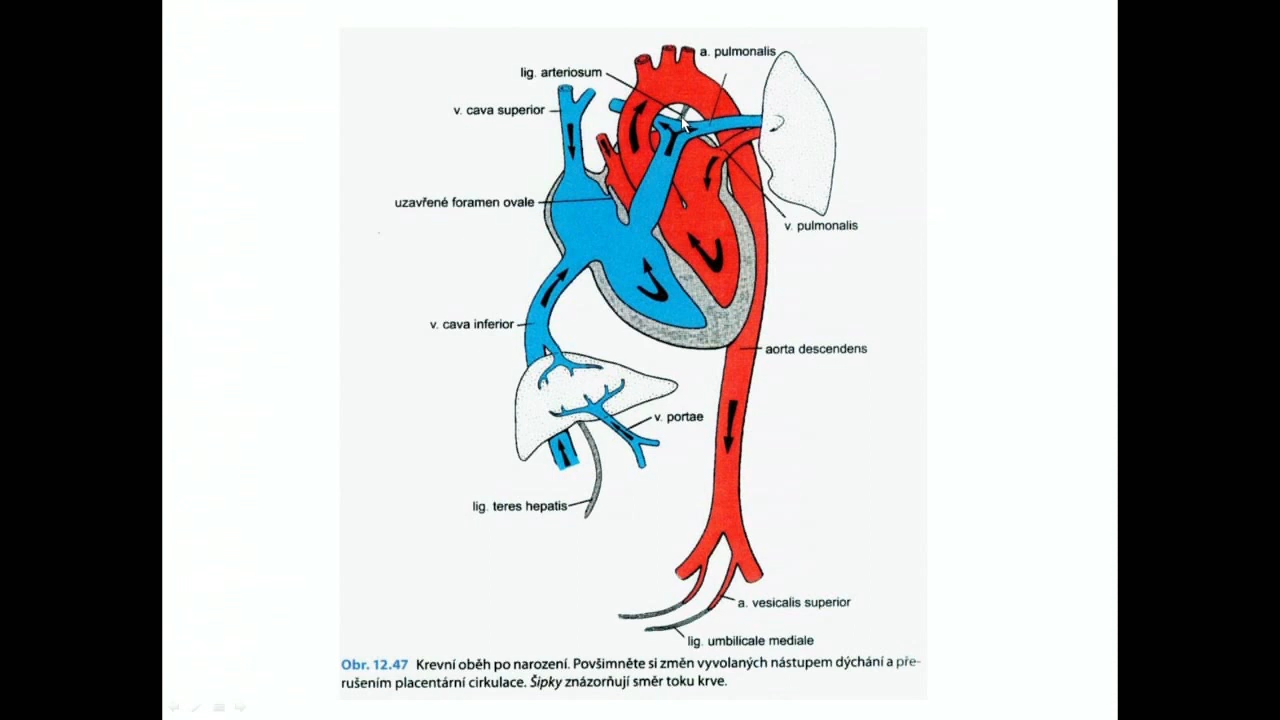 a. pulmonalis
lig. arteriosum
v. cava superior
uzavřené foramen ovale
v. pulmonalis
v. cava inferior
aorta descendens
v. portae
lig. teres hepatis
a. vesicalis superior
lig. umbilicale mediale
Obr. 12.47 Krevní oběh po narození. Povšimněte si změn vyvolaných nástupem dýchání a pře-
rušením placentární cirkulace. Šipky znázorňují směr toku krve.